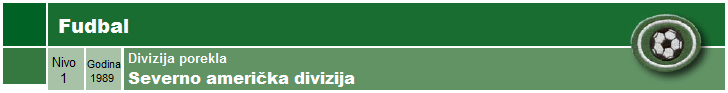 Fudbal
Nivo
1
Godina
1989
Divizija porekla
Severno američka divizija